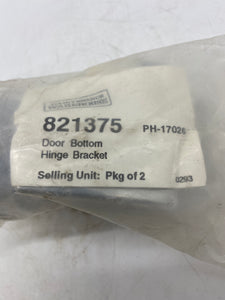 821375 PH-17026
Door Bottom
Hinge Bracket
Selling Unit: Pkg of 2
0293